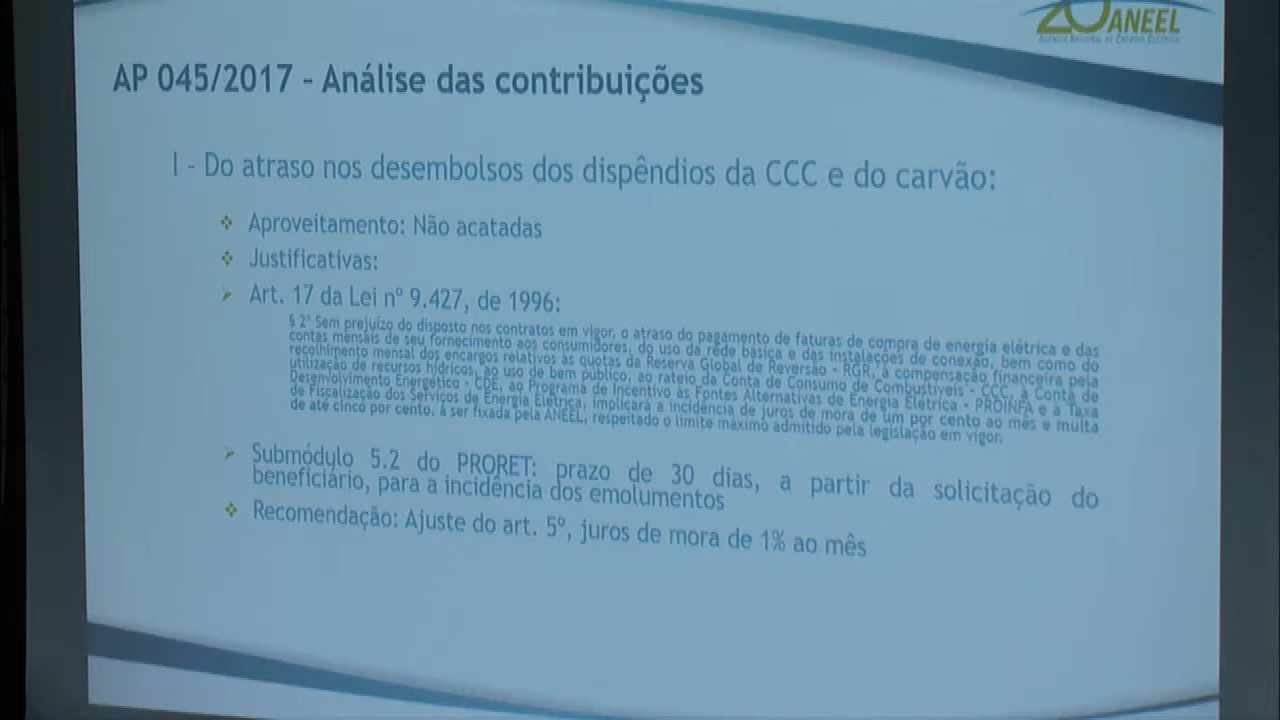 20 ANEEL
AGÊNCIA NACIONAL DE ENERGIA ELÉTRICA
AP 045/2017 - Análise das contribuições
I - Do atraso nos desembolsos dos dispêndios da CCC e do carvão:
Aproveitamento: Não acatadas
Justificativas:
Art. 17 da Lei nº 9.427, de 1996:
§ 2º Sem prejuízo do disposto nos contratos em vigor, o atraso do pagamento de faturas de compra de energia elétrica e das
contas mensais de seu fornecimento aos consumidores, do uso da rede básica e das instalações de conexão, bem como do
recolhimento mensal dos encargos relativos às quotas da Reserva Global de Reversão - RGR, à compensação financeira pela
utilização de recursos hídricos, ao uso de bem público, ao rateio da Conta de Consumo de Combustíveis - CCC, à Conta de
Desenvolvimento Energético - CDE, ao Programa de Incentivo às Fontes Alternativas de Energia Elétrica - PROINFA e à Taxa
de Fiscalização dos Serviços de Energia Elétrica, implicará a incidência de juros de mora de um por cento ao mês e multa
de até cinco por cento, a ser fixada pela ANEEL, respeitado o limite máximo admitido pela legislação em vigor.
Submódulo 5.2 do PRORET: prazo de 30 dias, a partir da solicitação do
beneficiário, para a incidência dos emolumentos
Recomendação: Ajuste do art. 5º, juros de mora de 1% ao mês